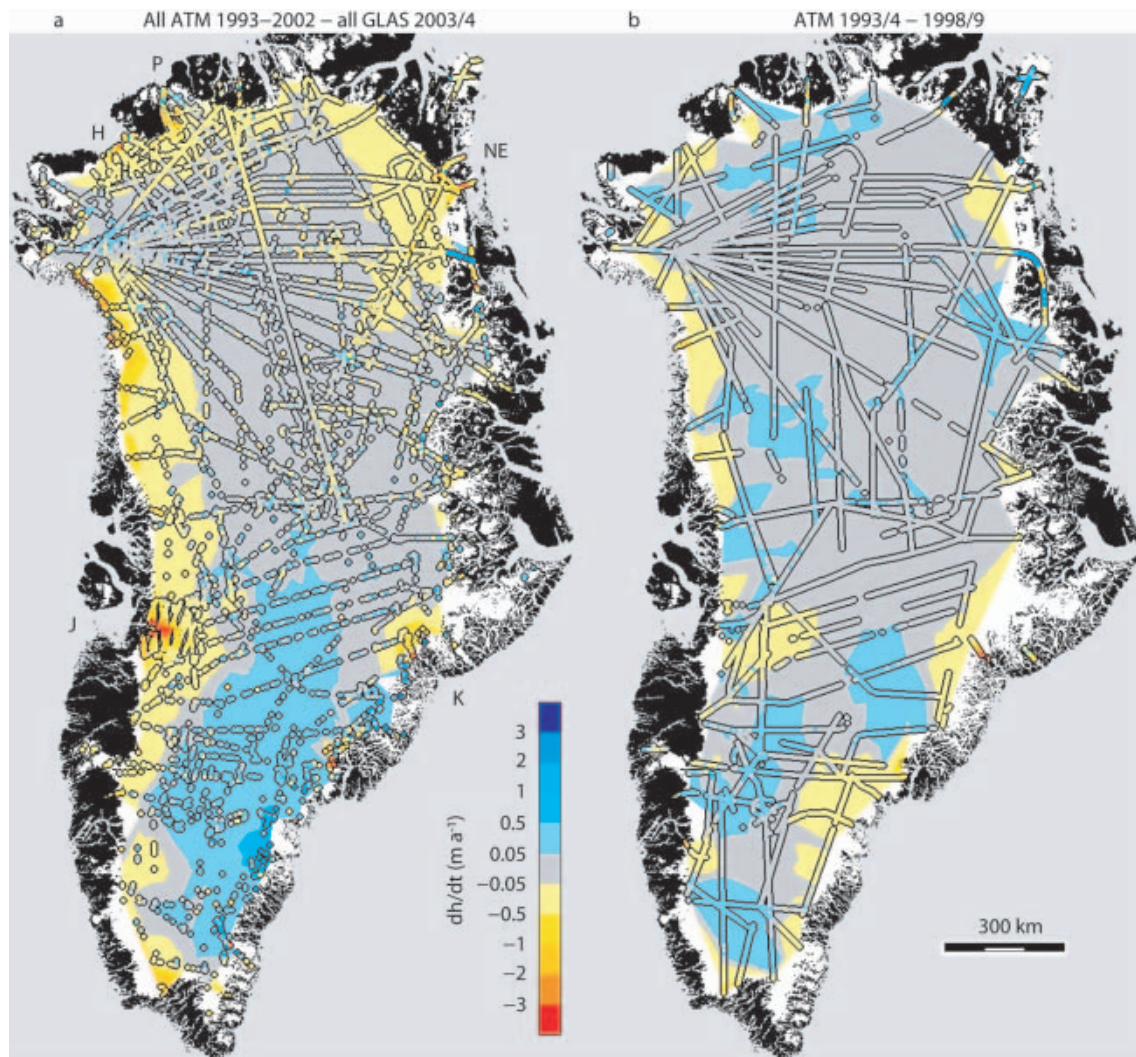 a All ATM 1993–2002 – all GLAS 2003/4
b ATM 1993/4 – 1998/9
P
H
NE
J
K
dh/dt (m a⁻¹)
3
2
1
0.5
0.05
−0.05
−0.5
−1
−2
−3
300 km